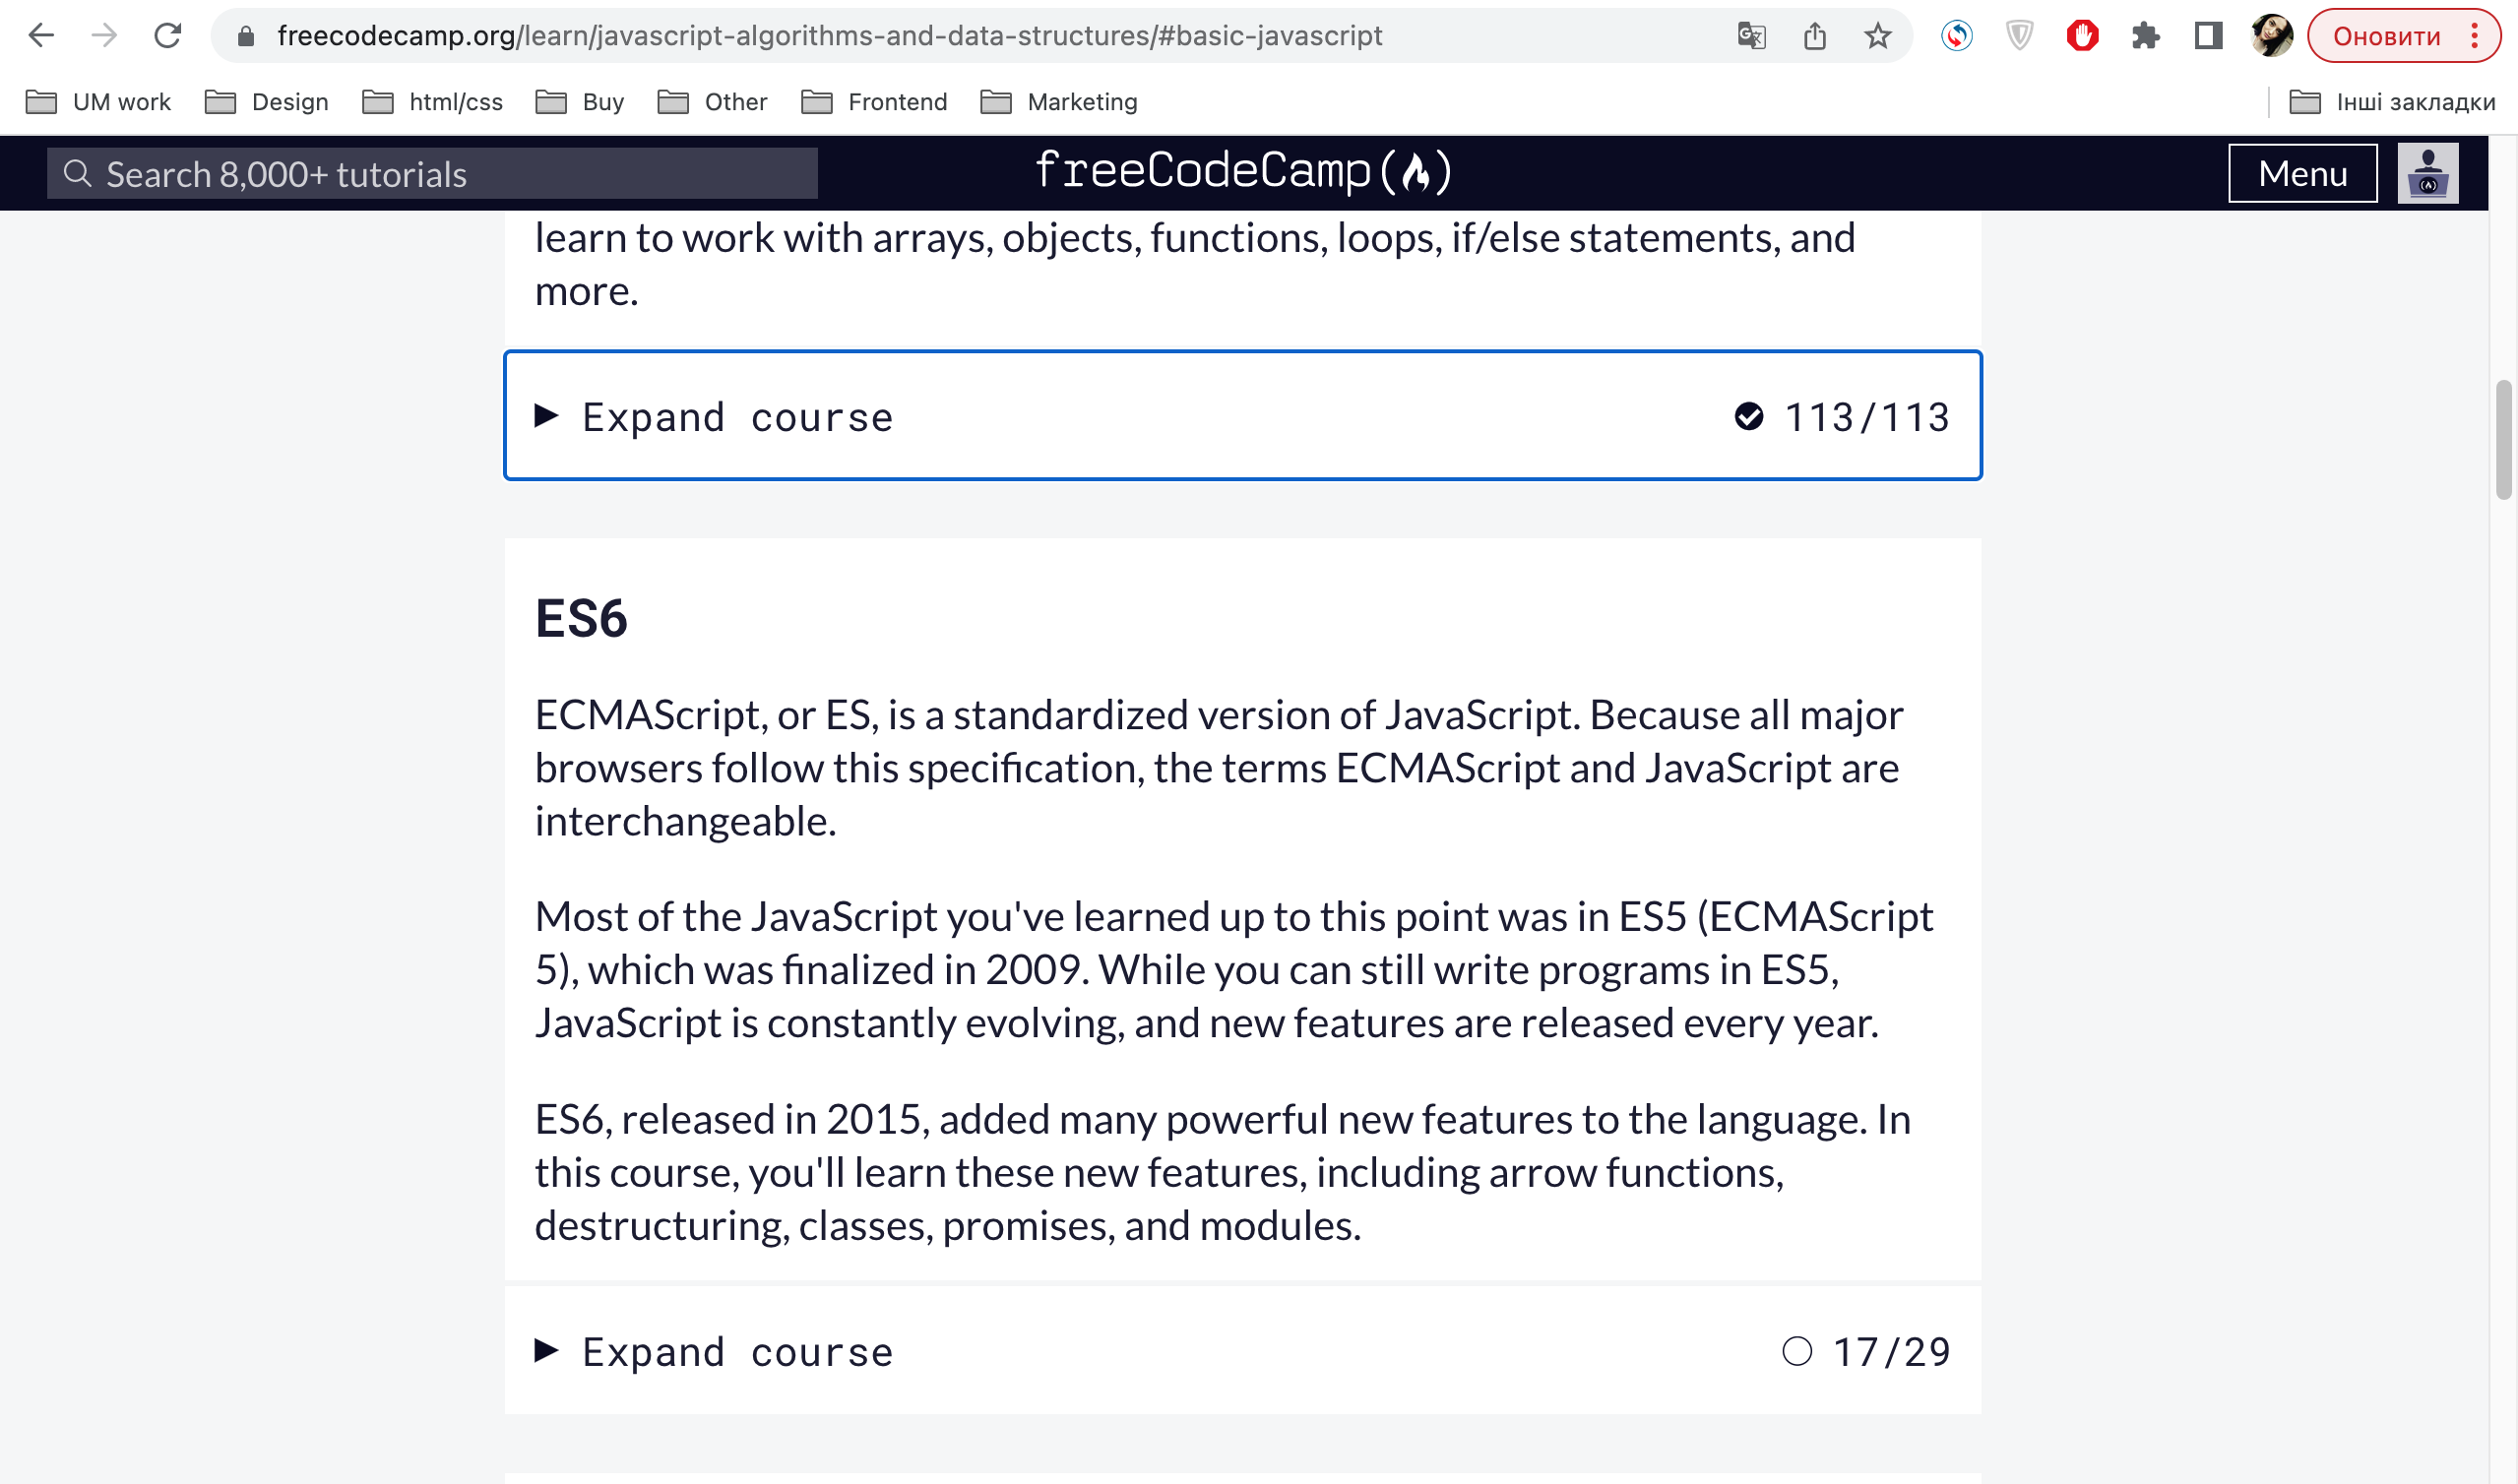 freecodecamp.org/learn/javascript-algorithms-and-data-structures/#basic-javascript
Оновити
UM work
Design
html/css
Buy
Other
Frontend
Marketing
Інші закладки
Search 8,000+ tutorials
freeCodeCamp(🔥)
Menu
learn to work with arrays, objects, functions, loops, if/else statements, and
more.
Expand course
113/113
ES6
ECMAScript, or ES, is a standardized version of JavaScript. Because all major
browsers follow this specification, the terms ECMAScript and JavaScript are
interchangeable.
Most of the JavaScript you've learned up to this point was in ES5 (ECMAScript
5), which was finalized in 2009. While you can still write programs in ES5,
JavaScript is constantly evolving, and new features are released every year.
ES6, released in 2015, added many powerful new features to the language. In
this course, you'll learn these new features, including arrow functions,
destructuring, classes, promises, and modules.
Expand course
17/29